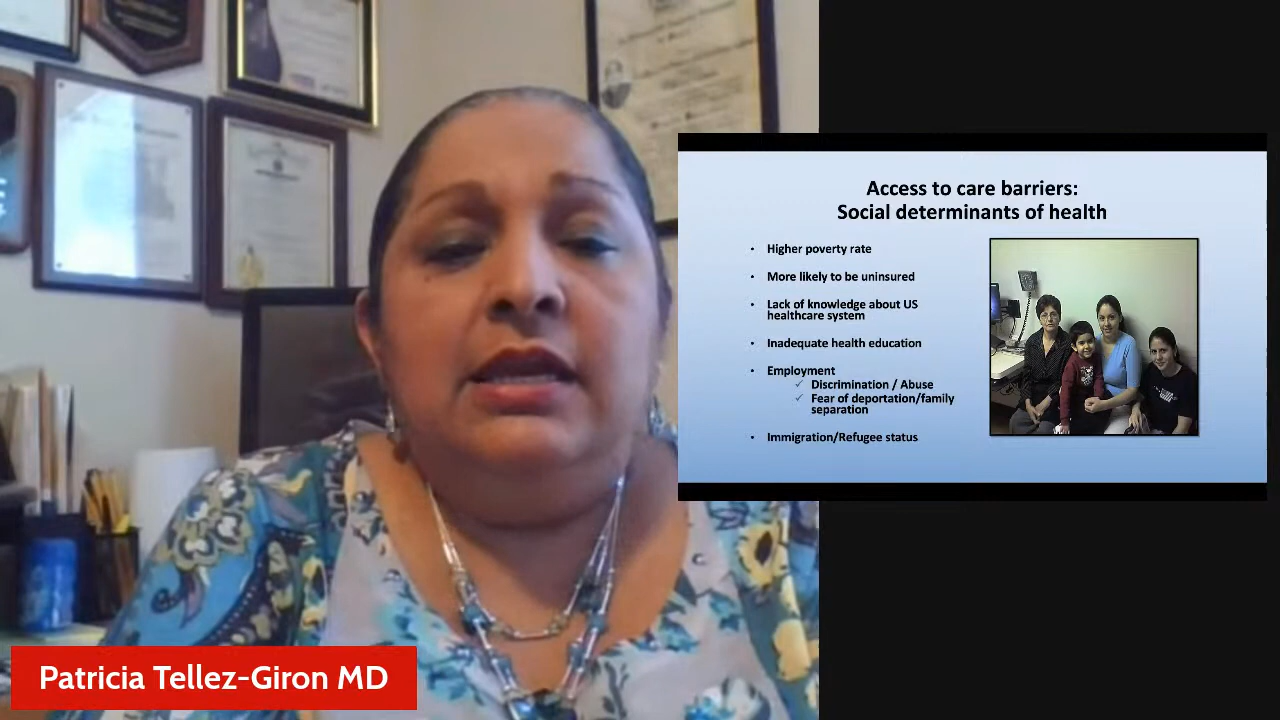 Access to care barriers:
Social determinants of health
• Higher poverty rate
• More likely to be uninsured
• Lack of knowledge about US
healthcare system
• Inadequate health education
• Employment
✓ Discrimination / Abuse
✓ Fear of deportation/family
separation
• Immigration/Refugee status
Patricia Tellez-Giron MD